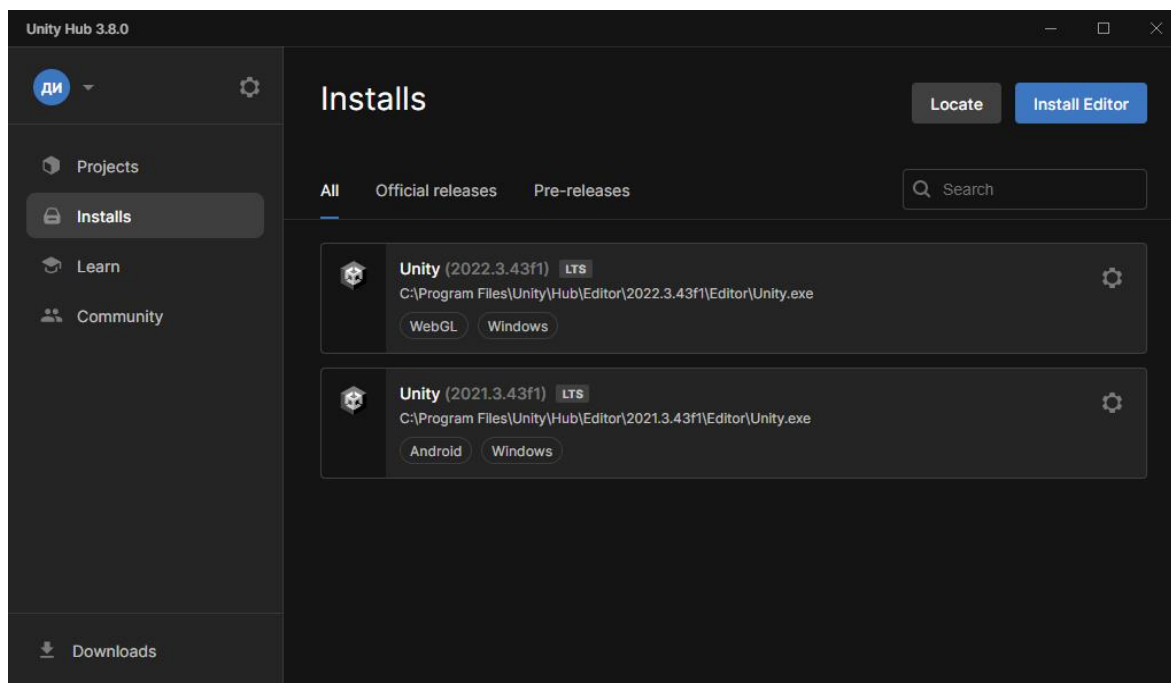 Unity Hub 3.8.0
ДИ
Projects
Installs
Learn
Community
Downloads
Installs
Locate
Install Editor
All
Official releases
Pre-releases
Search
Unity (2022.3.43f1) LTS
C:\Program Files\Unity\Hub\Editor\2022.3.43f1\Editor\Unity.exe
WebGL
Windows
Unity (2021.3.43f1) LTS
C:\Program Files\Unity\Hub\Editor\2021.3.43f1\Editor\Unity.exe
Android
Windows